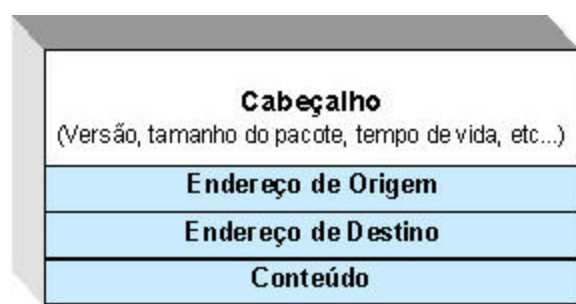 Cabeçalho
(Versão, tamanho do pacote, tempo de vida, etc...)
Endereço de Origem
Endereço de Destino
Conteúdo